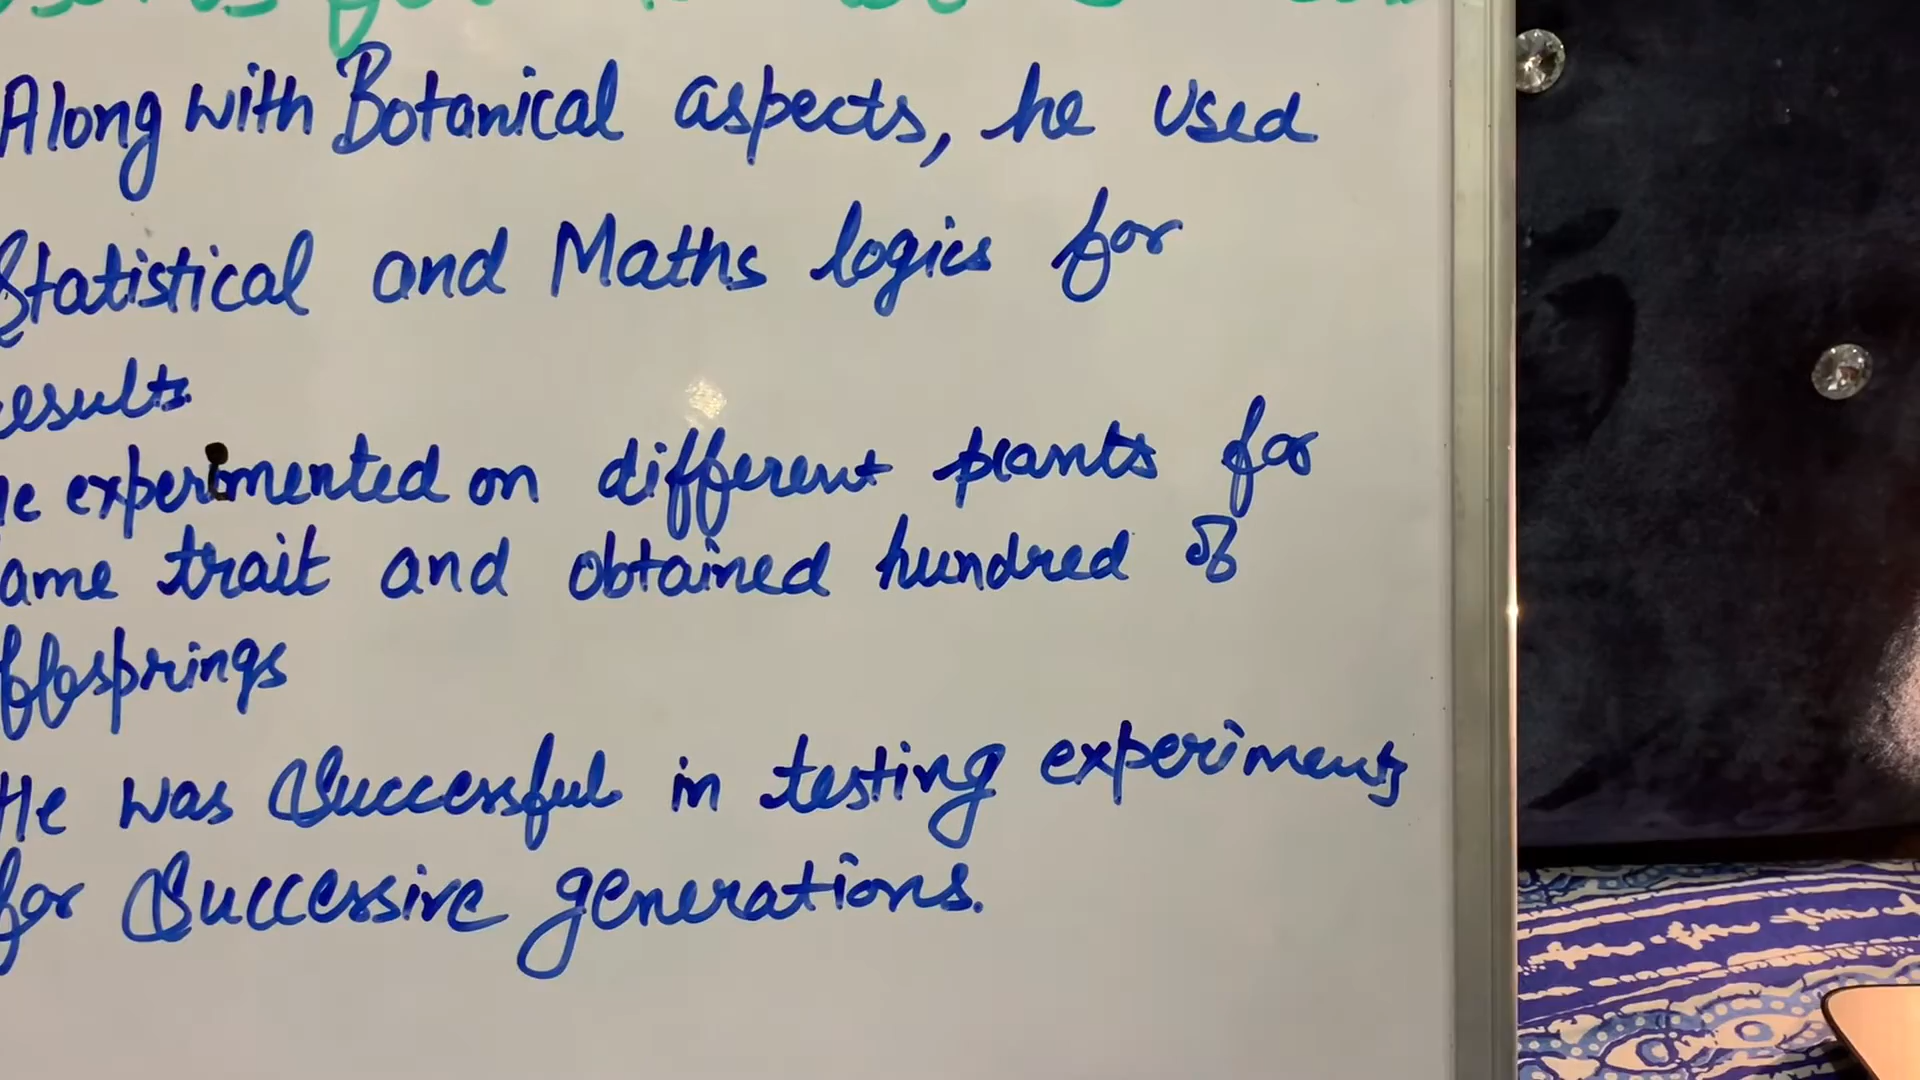 Along with Botanical aspects, he used
Statistical and Maths logics for
esults
e experimented on different plants for
ame trait and obtained hundred of
ffsprings
He was Successful in testing experiments
for Successive generations.